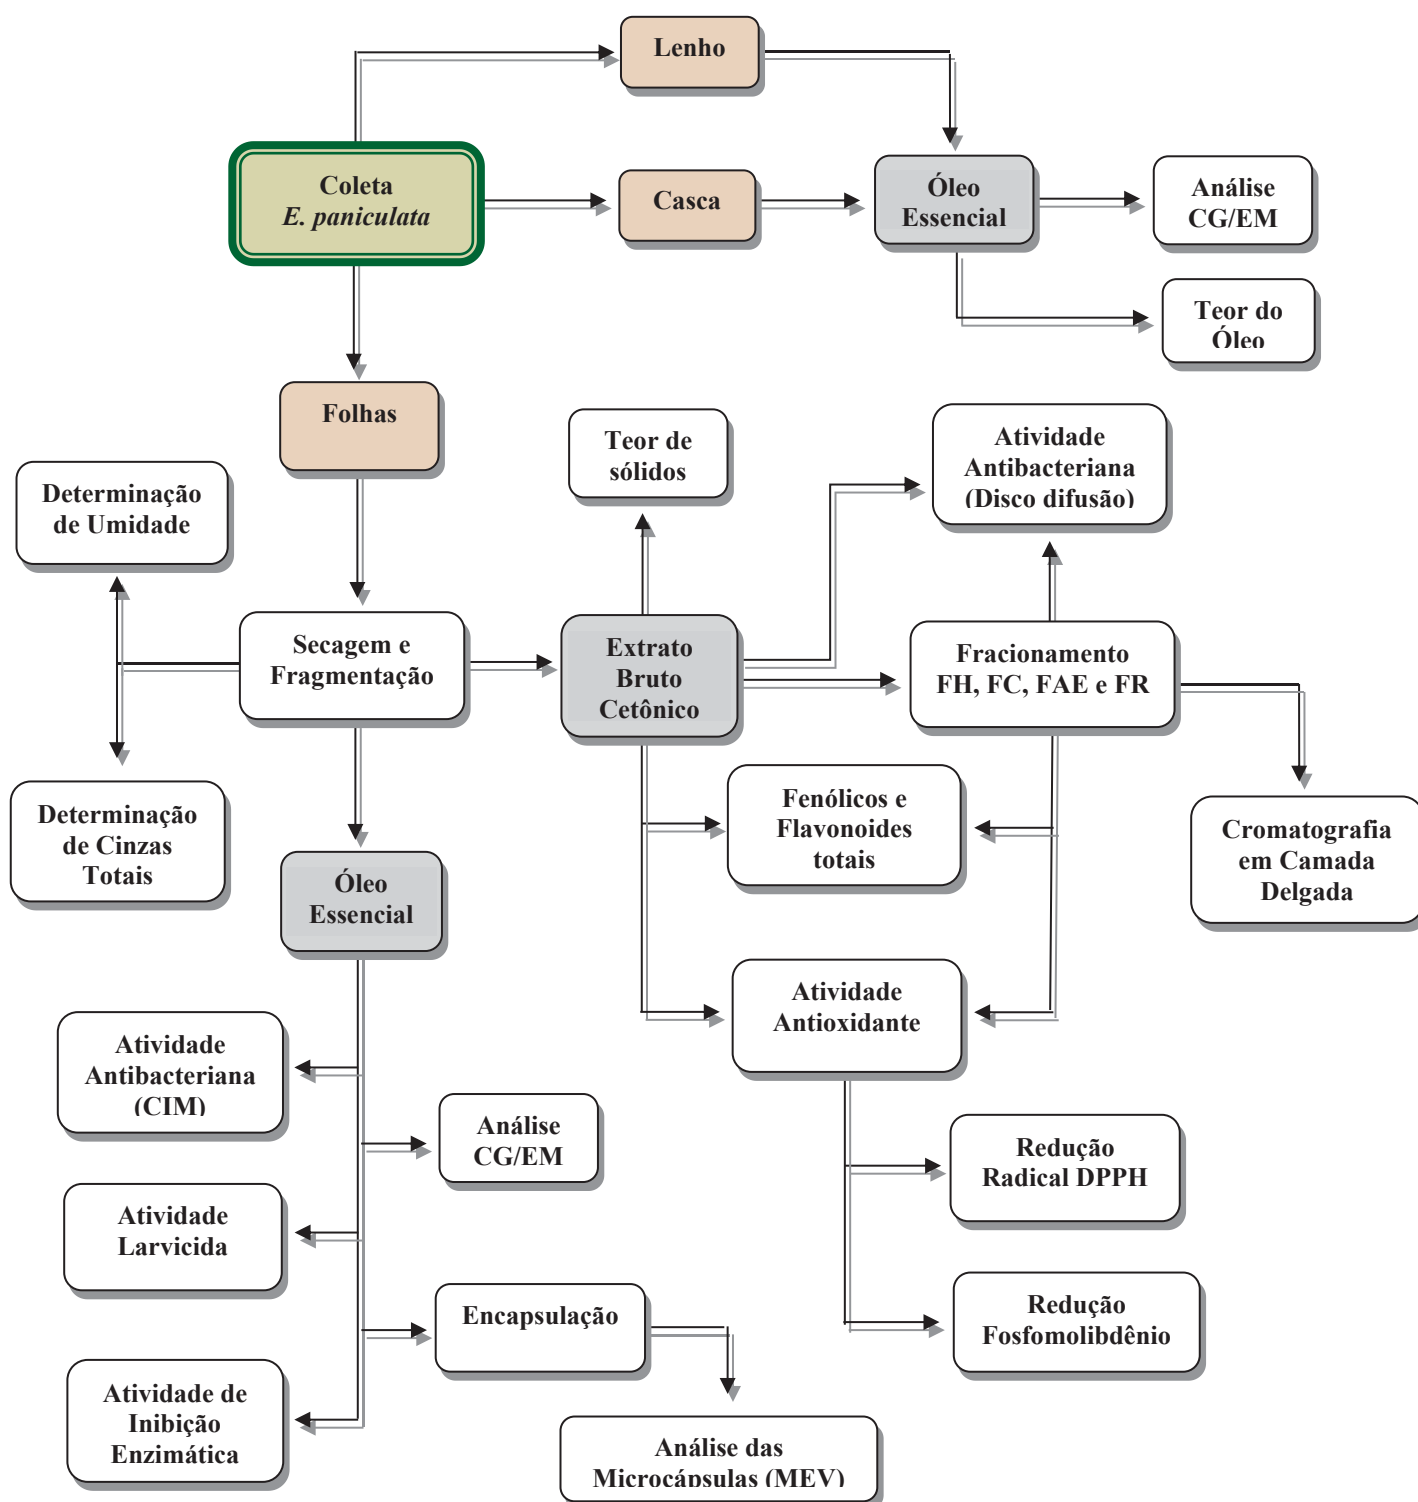 Lenho
Coleta
E. paniculata
Casca
Óleo
Essencial
Análise
CG/EM
Teor do
Óleo
Folhas
Teor de
sólidos
Atividade
Antibacteriana
(Disco difusão)
Determinação
de Umidade
Secagem e
Fragmentação
Extrato
Bruto
Cetônico
Fracionamento
FH, FC, FAE e FR
Determinação
de Cinzas
Totais
Fenólicos e
Flavonoides
totais
Cromatografia
em Camada
Delgada
Óleo
Essencial
Atividade
Antioxidante
Atividade
Antibacteriana
(CIM)
Análise
CG/EM
Redução
Radical DPPH
Atividade
Larvicida
Encapsulação
Redução
Fosfomolibdênio
Atividade de
Inibição
Enzimática
Análise das
Microcápsulas (MEV)